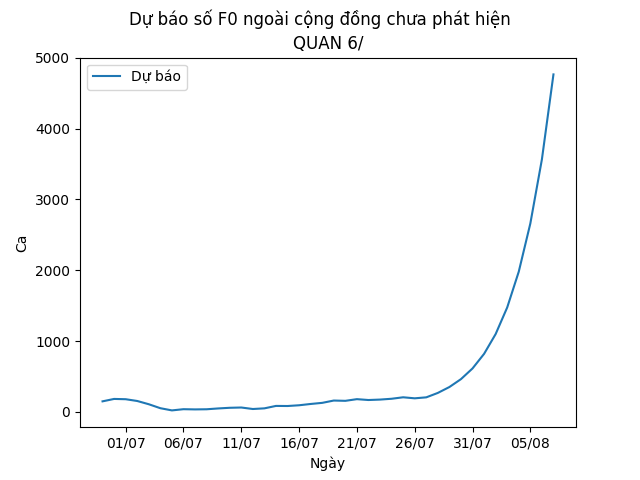 Dự báo số F0 ngoài cộng đồng chưa phát hiện
QUAN 6/
Dự báo
5000
4000
3000
2000
1000
0
Ca
01/07 06/07 11/07 16/07 21/07 26/07 31/07 05/08
Ngày